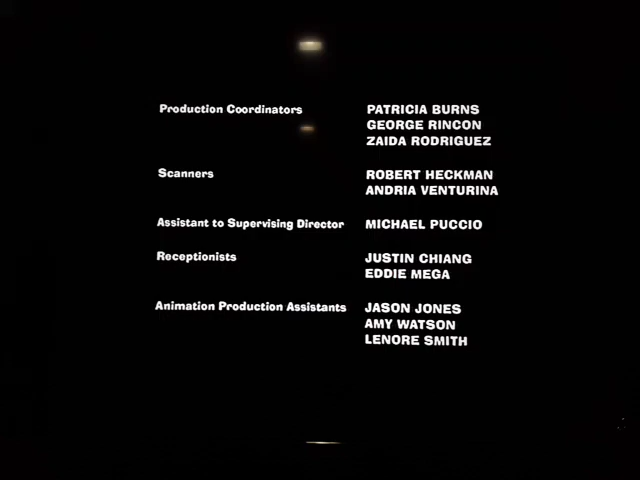 Production Coordinators PATRICIA BURNS
GEORGE RINCON
ZAIDA RODRIGUEZ
Scanners ROBERT HECKMAN
ANDRIA VENTURINA
Assistant to Supervising Director MICHAEL PUCCIO
Receptionists JUSTIN CHIANG
EDDIE MEGA
Animation Production Assistants JASON JONES
AMY WATSON
LENORE SMITH